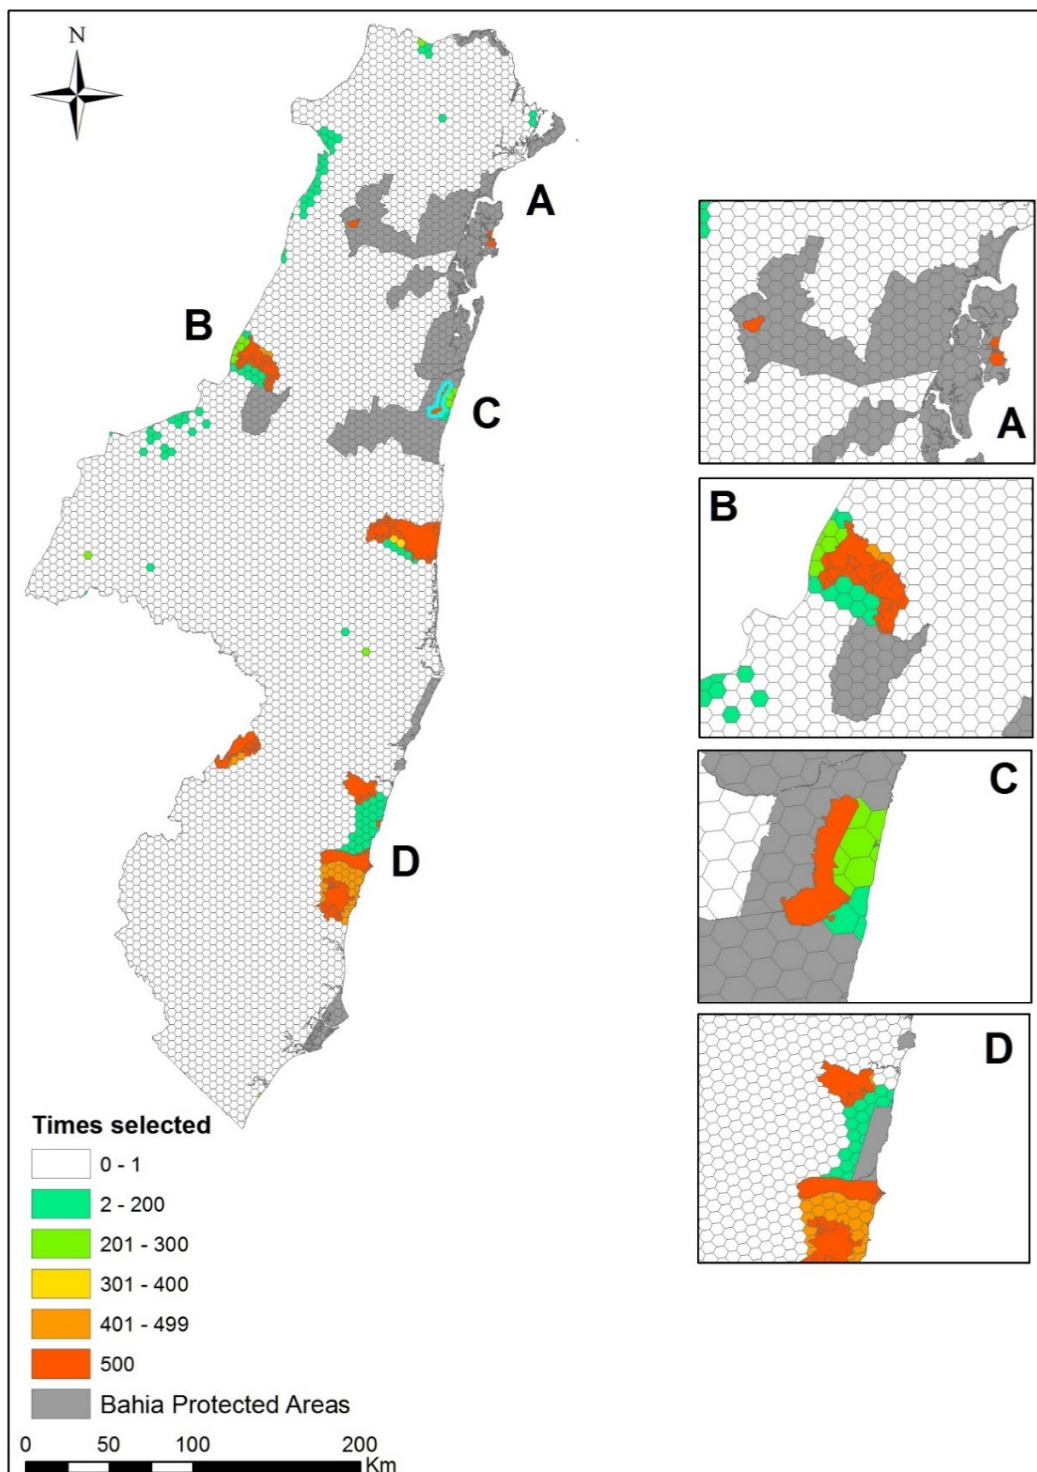 N
A
B
C
D
A
B
C
D
Times selected
0 - 1
2 - 200
201 - 300
301 - 400
401 - 499
500
Bahia Protected Areas
0 50 100 200
Km